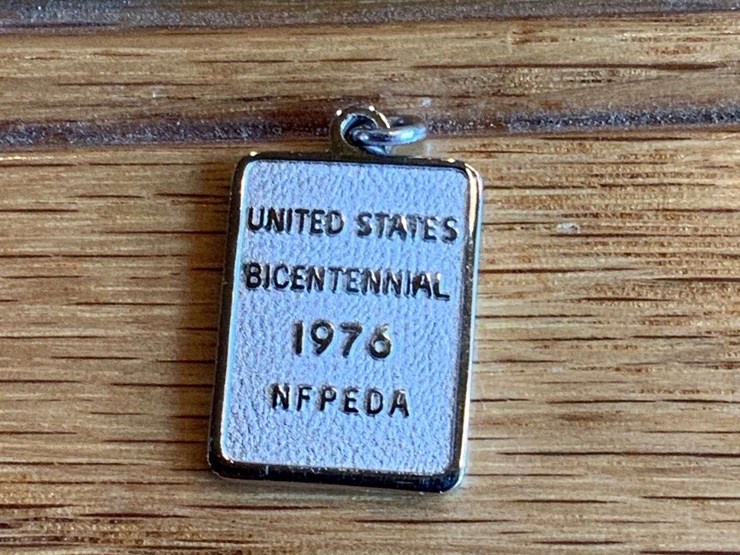 UNITED STATES
BICENTENNIAL
1976
NFPEDA